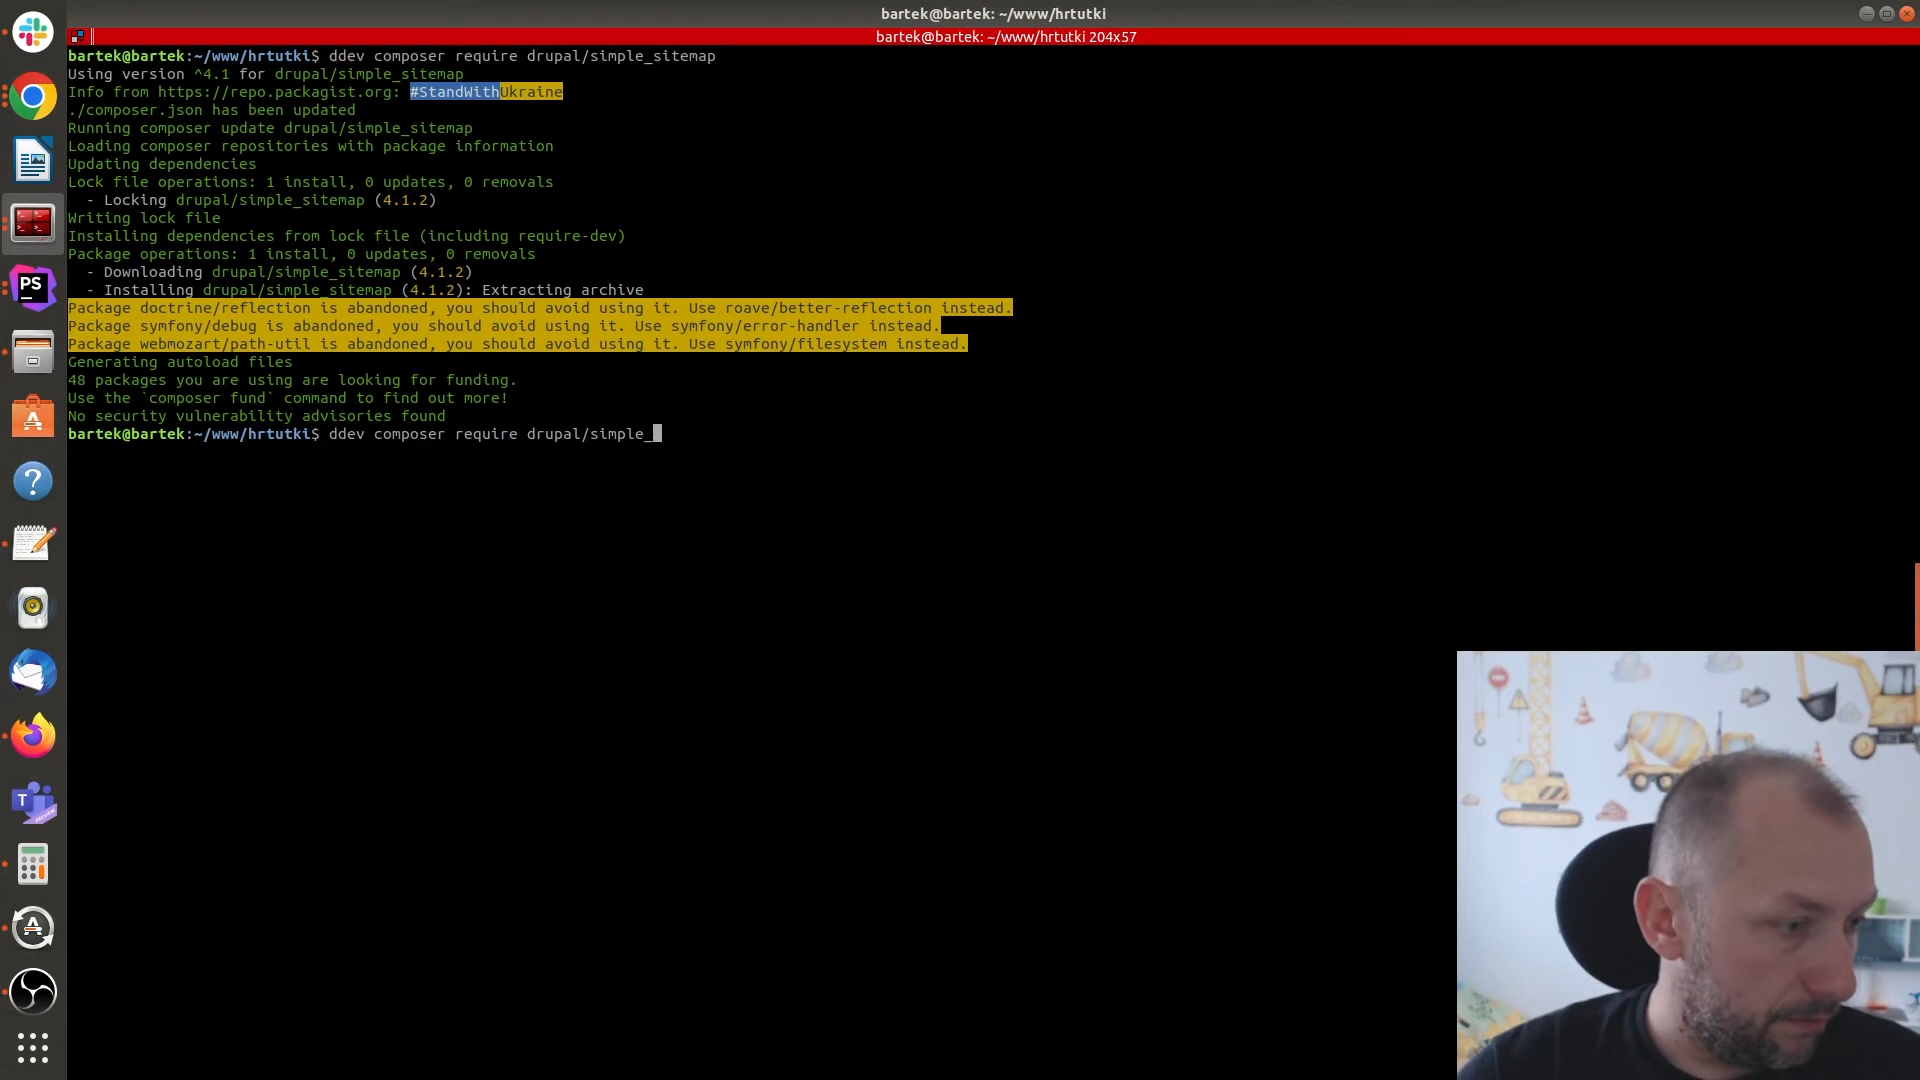 bartek@bartek: ~/www/hrtutki
bartek@bartek: ~/www/hrtutki 204x57
bartek@bartek:~/www/hrtutki$ ddev composer require drupal/simple_sitemap
Using version ^4.1 for drupal/simple_sitemap
Info from https://repo.packagist.org: #StandWithUkraine
./composer.json has been updated
Running composer update drupal/simple_sitemap
Loading composer repositories with package information
Updating dependencies
Lock file operations: 1 install, 0 updates, 0 removals
  - Locking drupal/simple_sitemap (4.1.2)
Writing lock file
Installing dependencies from lock file (including require-dev)
Package operations: 1 install, 0 updates, 0 removals
  - Downloading drupal/simple_sitemap (4.1.2)
  - Installing drupal/simple_sitemap (4.1.2): Extracting archive
Package doctrine/reflection is abandoned, you should avoid using it. Use roave/better-reflection instead.
Package symfony/debug is abandoned, you should avoid using it. Use symfony/error-handler instead.
Package webmozart/path-util is abandoned, you should avoid using it. Use symfony/filesystem instead.
Generating autoload files
48 packages you are using are looking for funding.
Use the `composer fund` command to find out more!
No security vulnerability advisories found
bartek@bartek:~/www/hrtutki$ ddev composer require drupal/simple_
PS
T